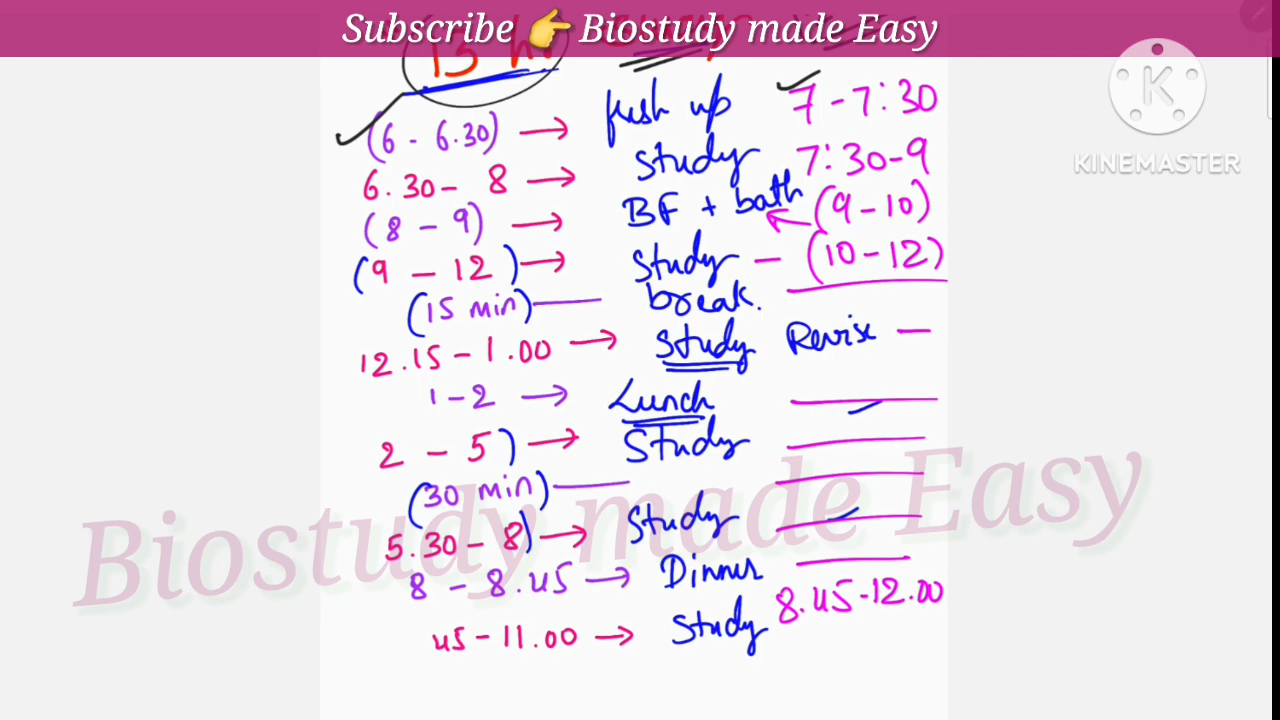 Subscribe 👉 Biostudy made Easy
15 hr
(6 - 6.30) → push up 7 - 7:30
6.30 - 8 → study 7:30 - 9
(8 - 9) → BF + bath ← (9 - 10)
(9 - 12) → study - (10 - 12)
(15 min) — break.
12.15 - 1.00 → study Revise —
1 - 2 → Lunch
2 - 5) → Study
(30 min) —
5.30 - 8) → Study
8 - 8.45 → Dinner
45 - 11.00 → study 8.45 - 12.00
Biostudy made Easy
K
KINEMASTER